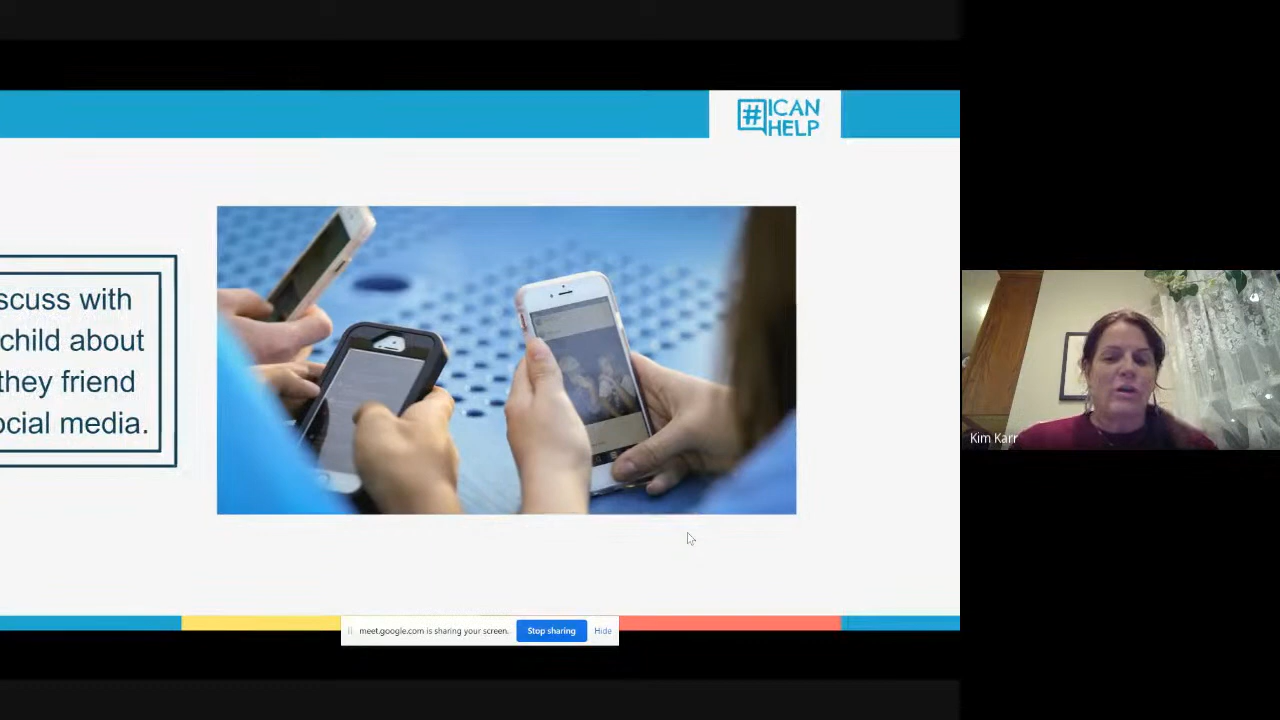 #ICAN
HELP
scuss with
child about
they friend
ocial media.
Kim Karr
meet.google.com is sharing your screen.
Stop sharing
Hide